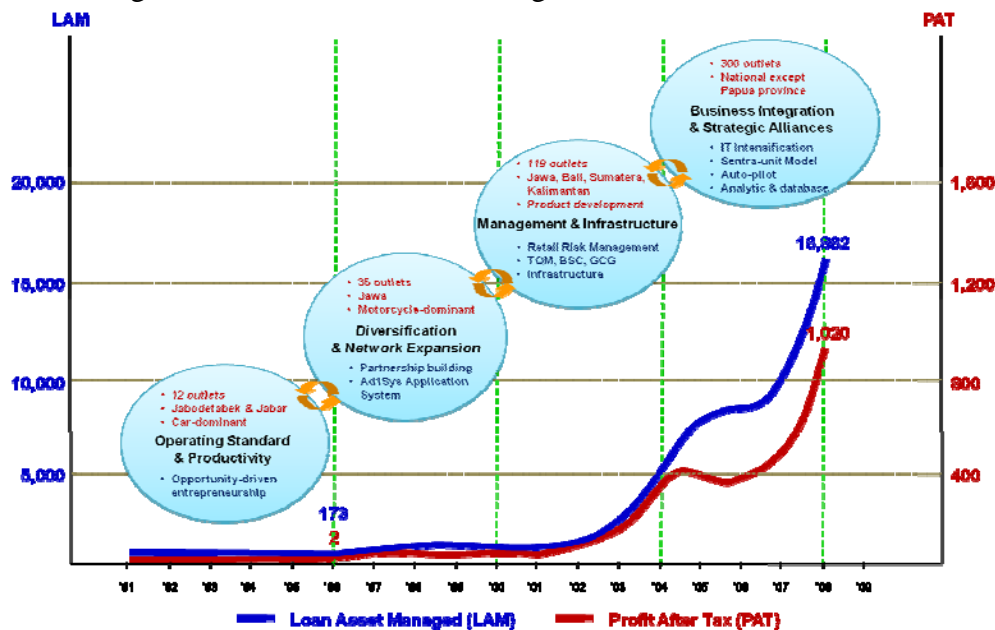 LAM
PAT
• 300 outlets
• National except
Papua province
Business Integration
& Strategic Alliances
• IT Intensification
• Sentra-unit Model
• Auto-pilot
• Analytic & database
• 119 outlets
• Jawa, Bali, Sumatera,
Kalimantan
• Product development
Management & Infrastructure
• Retail Risk Management
• TQM, BSC, GCG
• Infrastructure
• 35 outlets
• Jawa
• Motorcycle-dominant
Diversification
& Network Expansion
• Partnership building
• Ad1Sys Application
System
• 12 outlets
• Jabodetabek & Jabar
• Car-dominant
Operating Standard
& Productivity
• Opportunity-driven
entrepreneurship
20,000
15,000
10,000
5,000
1,600
1,200
800
400
1,020
173
2
'92 '93 '94 '95 '96 '97 '98 '99 '00 '01 '02 '03 '04 '05 '06 '07 '08
Loan Asset Managed (LAM)
Profit After Tax (PAT)